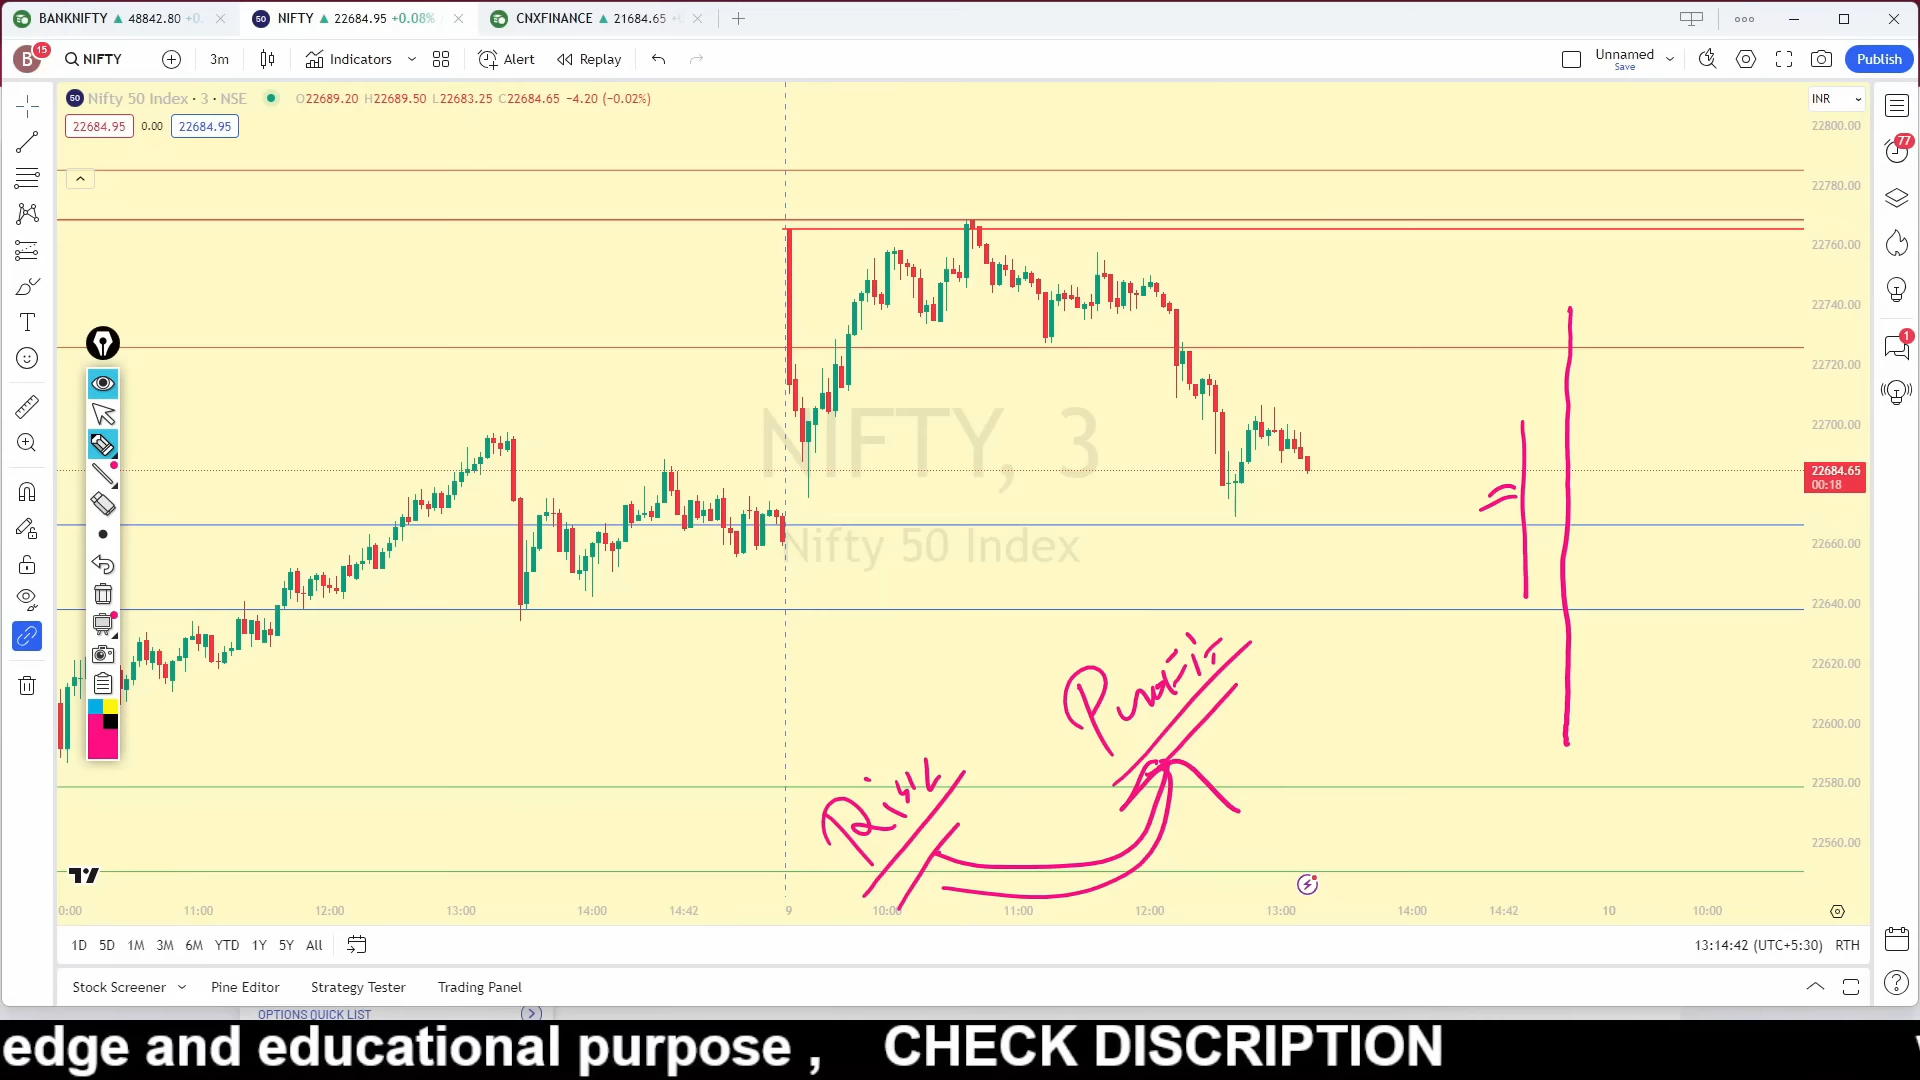 BANKNIFTY ▲ 48842.80 +0.
50 NIFTY ▲ 22684.95 +0.08%
CNXFINANCE ▲ 21684.65
B 15
NIFTY
3m
Indicators
Alert
Replay
Unnamed
Save
Publish
50 Nifty 50 Index · 3 · NSE
O22689.20 H22689.50 L22683.25 C22684.65 −4.20 (−0.02%)
22684.95 0.00 22684.95
INR
22800.00
22780.00
22760.00
22740.00
22720.00
22700.00
22684.65
00:18
22660.00
22640.00
22620.00
22600.00
22580.00
22560.00
77
1
NIFTY, 3
Nifty 50 Index
Profit
Risk
0:00 11:00 12:00 13:00 14:00 14:42 9 10:00 11:00 12:00 13:00 14:00 14:42 10 10:00
1D 5D 1M 3M 6M YTD 1Y 5Y All
13:14:42 (UTC+5:30) RTH
Stock Screener Pine Editor Strategy Tester Trading Panel
OPTIONS QUICK LIST
edge and educational purpose , CHECK DISCRIPTION